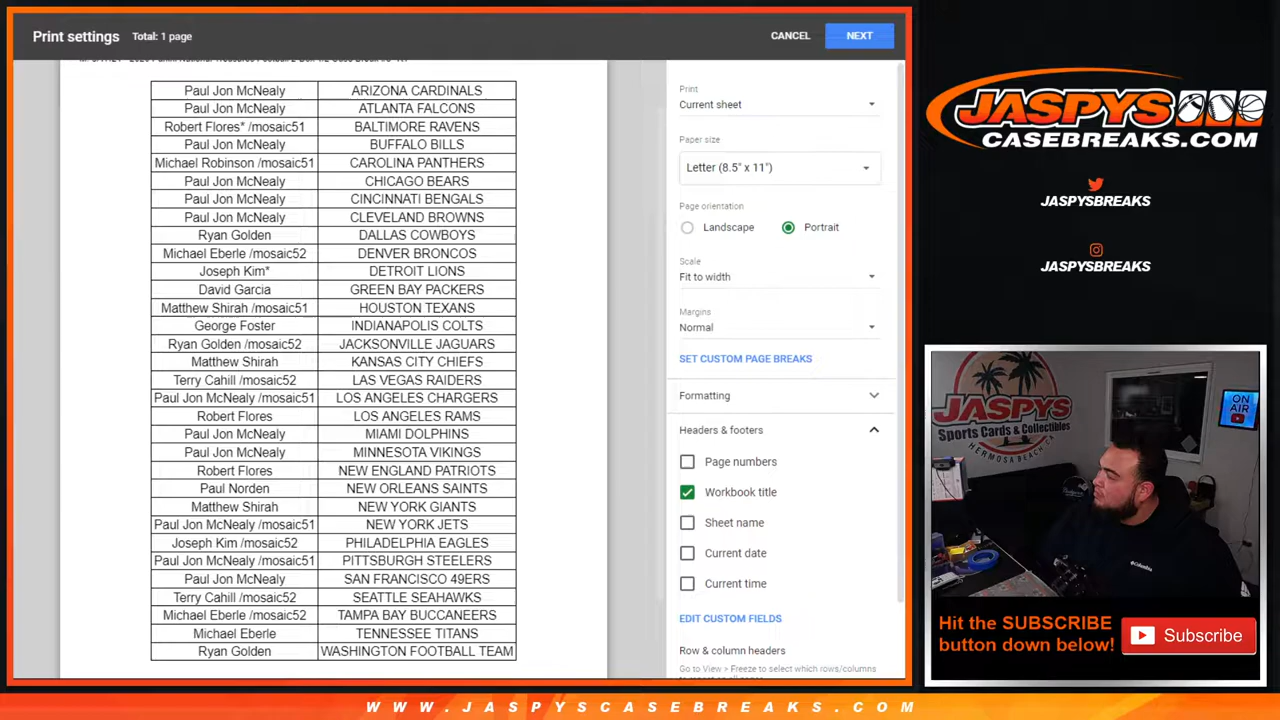 Print settings Total: 1 page CANCEL NEXT
Paul Jon McNealy ARIZONA CARDINALS
Paul Jon McNealy ATLANTA FALCONS
Robert Flores* /mosaic51 BALTIMORE RAVENS
Paul Jon McNealy BUFFALO BILLS
Michael Robinson /mosaic51 CAROLINA PANTHERS
Paul Jon McNealy CHICAGO BEARS
Paul Jon McNealy CINCINNATI BENGALS
Paul Jon McNealy CLEVELAND BROWNS
Ryan Golden DALLAS COWBOYS
Michael Eberle /mosaic52 DENVER BRONCOS
Joseph Kim* DETROIT LIONS
David Garcia GREEN BAY PACKERS
Matthew Shirah /mosaic51 HOUSTON TEXANS
George Foster INDIANAPOLIS COLTS
Ryan Golden /mosaic52 JACKSONVILLE JAGUARS
Matthew Shirah KANSAS CITY CHIEFS
Terry Cahill /mosaic52 LAS VEGAS RAIDERS
Paul Jon McNealy /mosaic51 LOS ANGELES CHARGERS
Robert Flores LOS ANGELES RAMS
Paul Jon McNealy MIAMI DOLPHINS
Paul Jon McNealy MINNESOTA VIKINGS
Robert Flores NEW ENGLAND PATRIOTS
Paul Norden NEW ORLEANS SAINTS
Matthew Shirah NEW YORK GIANTS
Paul Jon McNealy /mosaic51 NEW YORK JETS
Joseph Kim /mosaic52 PHILADELPHIA EAGLES
Paul Jon McNealy /mosaic51 PITTSBURGH STEELERS
Paul Jon McNealy SAN FRANCISCO 49ERS
Terry Cahill /mosaic52 SEATTLE SEAHAWKS
Michael Eberle /mosaic52 TAMPA BAY BUCCANEERS
Michael Eberle TENNESSEE TITANS
Ryan Golden WASHINGTON FOOTBALL TEAM
Print
Current sheet
Paper size
Letter (8.5" x 11")
Page orientation
Landscape Portrait
Scale
Fit to width
Margins
Normal
SET CUSTOM PAGE BREAKS
Formatting
Headers & footers
Page numbers
Workbook title
Sheet name
Current date
Current time
EDIT CUSTOM FIELDS
Row & column headers
Go to View > Freeze to select which rows/columns
JASPYS
CASEBREAKS.COM
JASPYSBREAKS
JASPYSBREAKS
JASPYS
Sports Cards & Collectibles
HERMOSA BEACH, CA
ON
AIR
Columbia
Hit the SUBSCRIBE
button down below!
Subscribe
WWW.JASPYSCASEBREAKS.COM